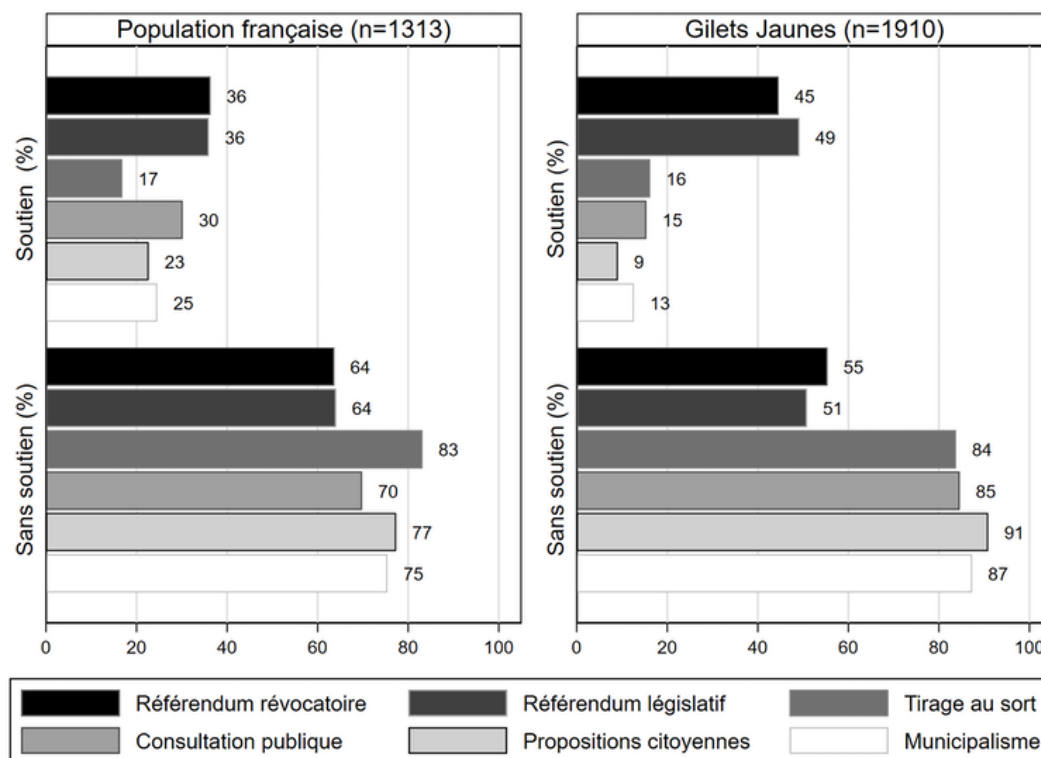 Population française (n=1313)
Gilets Jaunes (n=1910)
Soutien (%)
36
36
17
30
23
25
Sans soutien (%)
64
64
83
70
77
75
0 20 40 60 80 100
45
49
16
15
9
13
55
51
84
85
91
87
0 20 40 60 80 100
Référendum révocatoire
Référendum législatif
Tirage au sort
Consultation publique
Propositions citoyennes
Municipalisme